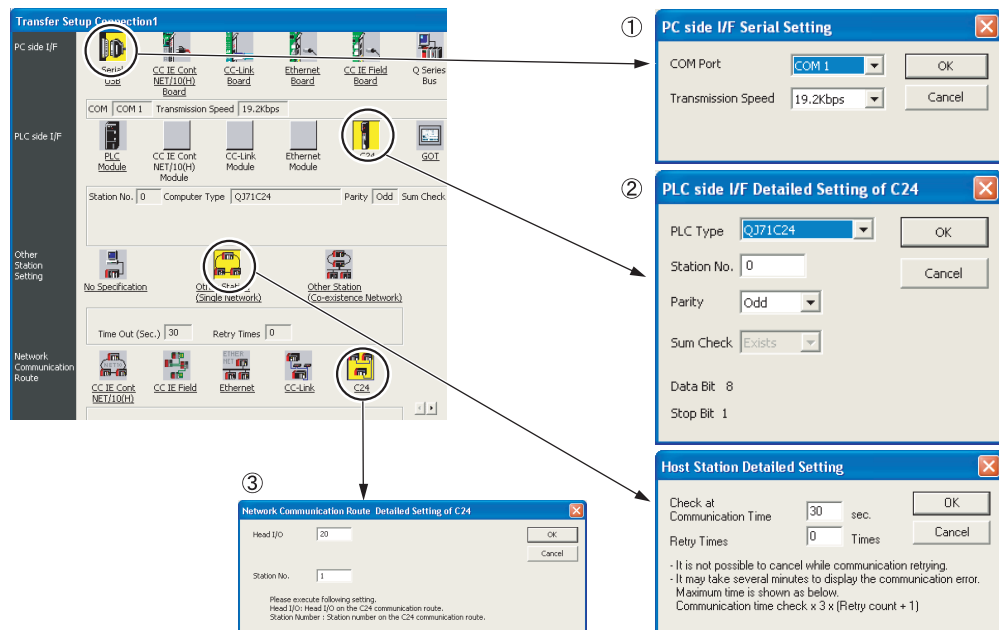 Transfer Setup Connection1
PC side I/F
Serial
USB
CC IE Cont
NET/10(H)
Board
CC-Link
Board
Ethernet
Board
CC IE Field
Board
Q Series
Bus
COM COM 1 Transmission Speed 19.2Kbps
PLC side I/F
PLC
Module
CC IE Cont
NET/10(H)
Module
CC-Link
Module
Ethernet
Module
C24
GOT
Station No. 0 Computer Type QJ71C24 Parity Odd Sum Check
Other
Station
Setting
No Specification
Other Station
(Single Network)
Other Station
(Co-existence Network)
Time Out (Sec.) 30 Retry Times 0
Network
Communication
Route
CC IE Cont
NET/10(H)
CC IE Field
Ethernet
CC-Link
C24
①
PC side I/F Serial Setting
COM Port COM 1 OK
Transmission Speed 19.2Kbps Cancel
②
PLC side I/F Detailed Setting of C24
PLC Type QJ71C24 OK
Station No. 0 Cancel
Parity Odd
Sum Check Exists
Data Bit 8
Stop Bit 1
Host Station Detailed Setting
Check at
Communication Time 30 sec. OK
Retry Times 0 Times Cancel
- It is not possible to cancel while communication retrying.
- It may take several minutes to display the communication error.
Maximum time is shown as below.
Communication time check x 3 x (Retry count + 1)
③
Network Communication Route Detailed Setting of C24
Head I/O 20 OK
Cancel
Station No. 1
Please execute following setting.
Head I/O: Head I/O on the C24 communication route.
Station Number : Station number on the C24 communication route.